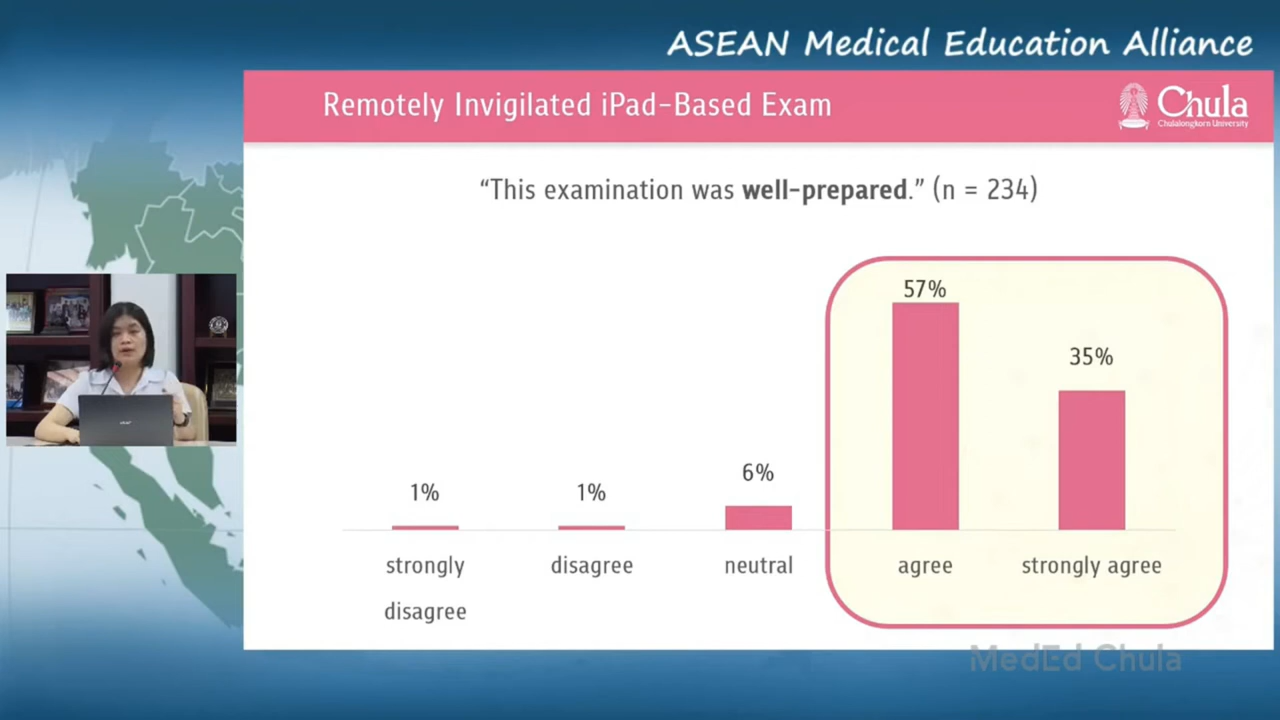 ASEAN Medical Education Alliance
Remotely Invigilated iPad-Based Exam
Chula
Chulalongkorn University
“This examination was well-prepared.” (n = 234)
57%
35%
6%
1%
1%
strongly disagree
disagree
neutral
agree
strongly agree
MedEd Chula
acer